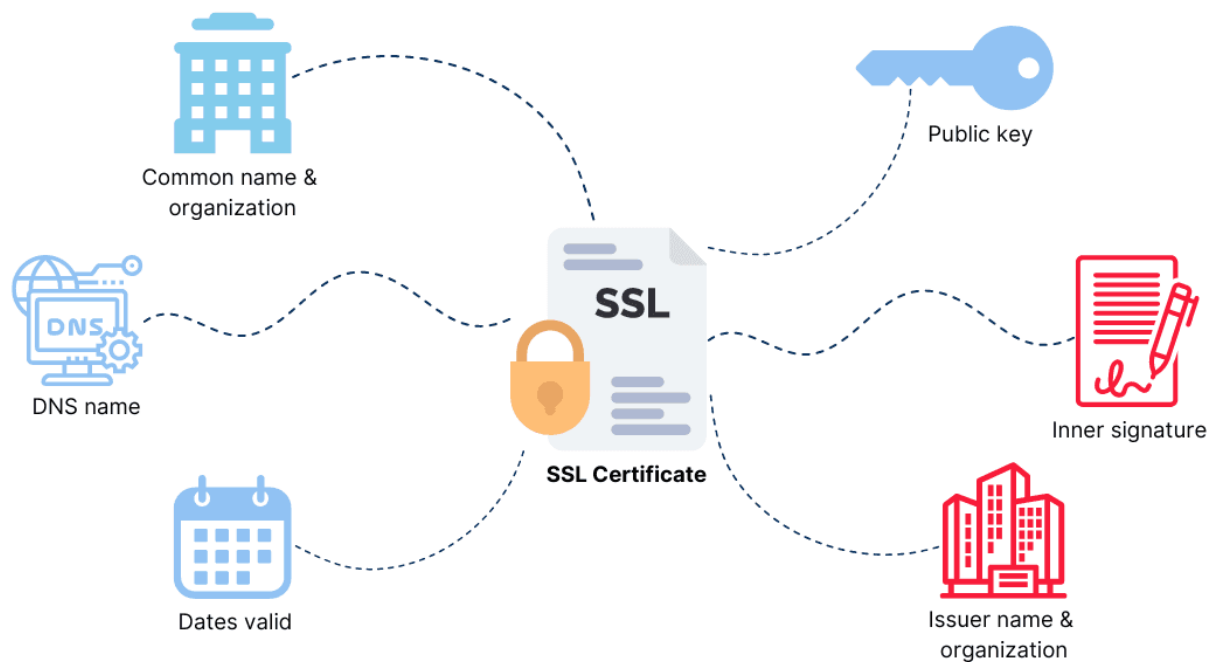 Common name &
organization
Public key
DNS
DNS name
SSL
SSL Certificate
Inner signature
Dates valid
Issuer name &
organization